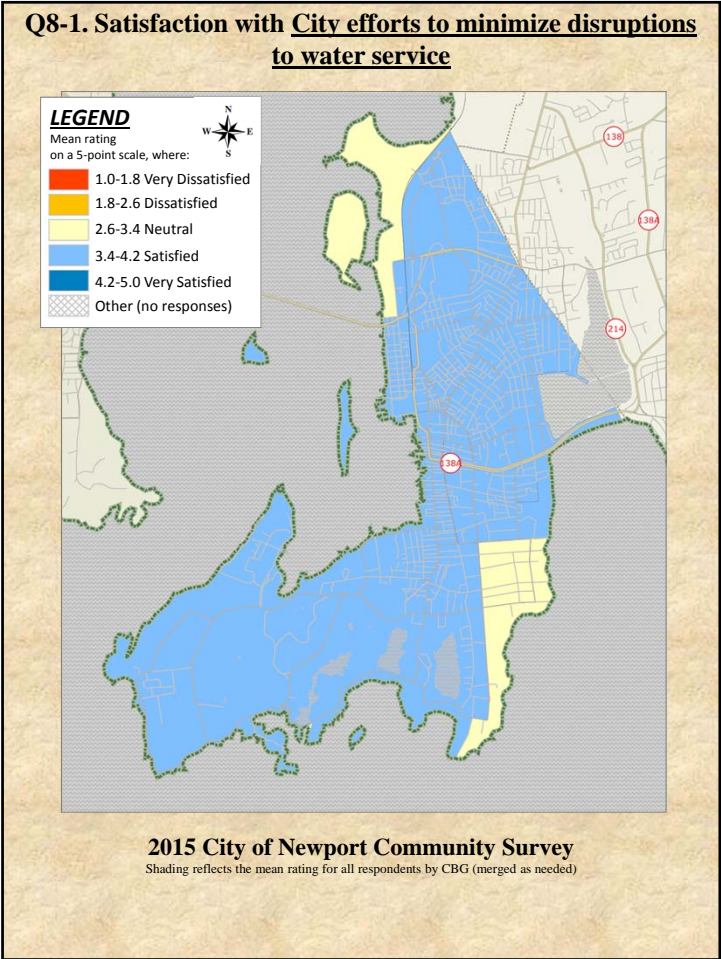 Q8-1. Satisfaction with City efforts to minimize disruptions
to water service
LEGEND
Mean rating
on a 5-point scale, where:
N
W E
S
1.0-1.8 Very Dissatisfied
1.8-2.6 Dissatisfied
2.6-3.4 Neutral
3.4-4.2 Satisfied
4.2-5.0 Very Satisfied
Other (no responses)
138
138A
214
138A
2015 City of Newport Community Survey
Shading reflects the mean rating for all respondents by CBG (merged as needed)